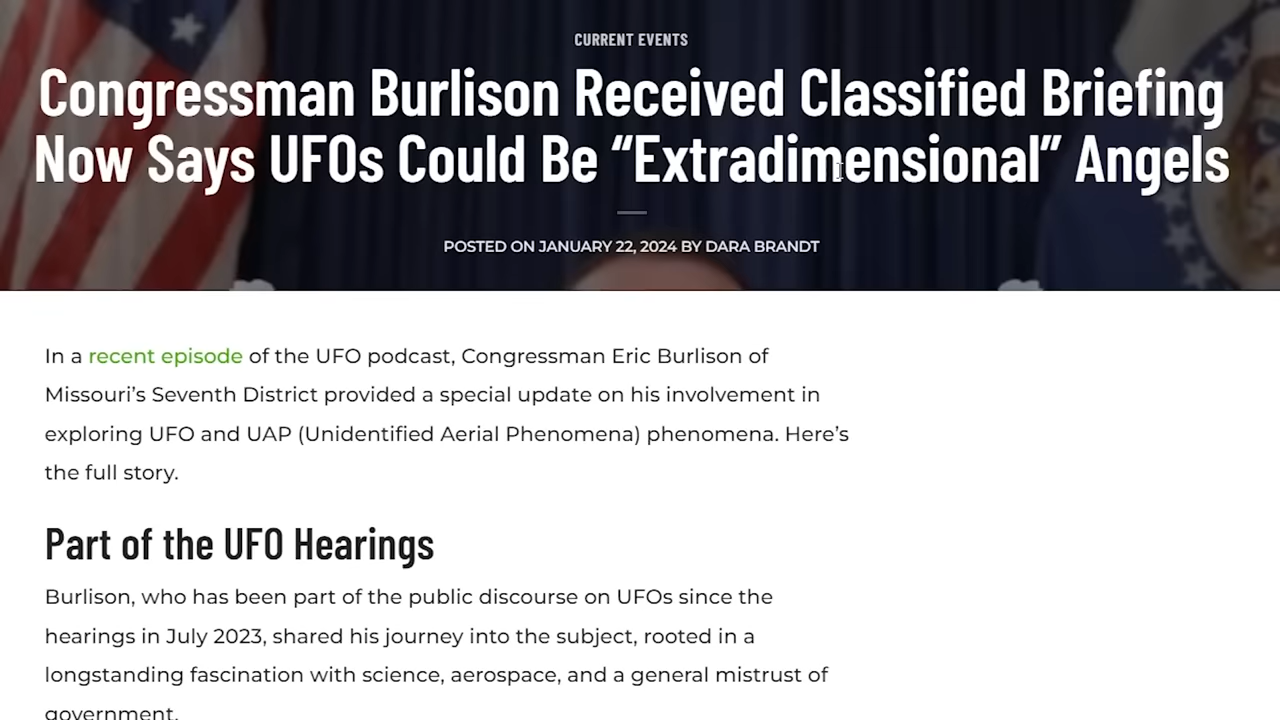 CURRENT EVENTS
Congressman Burlison Received Classified Briefing
Now Says UFOs Could Be “Extradimensional” Angels
POSTED ON JANUARY 22, 2024 BY DARA BRANDT
In a recent episode of the UFO podcast, Congressman Eric Burlison of
Missouri’s Seventh District provided a special update on his involvement in
exploring UFO and UAP (Unidentified Aerial Phenomena) phenomena. Here’s
the full story.
Part of the UFO Hearings
Burlison, who has been part of the public discourse on UFOs since the
hearings in July 2023, shared his journey into the subject, rooted in a
longstanding fascination with science, aerospace, and a general mistrust of
government.